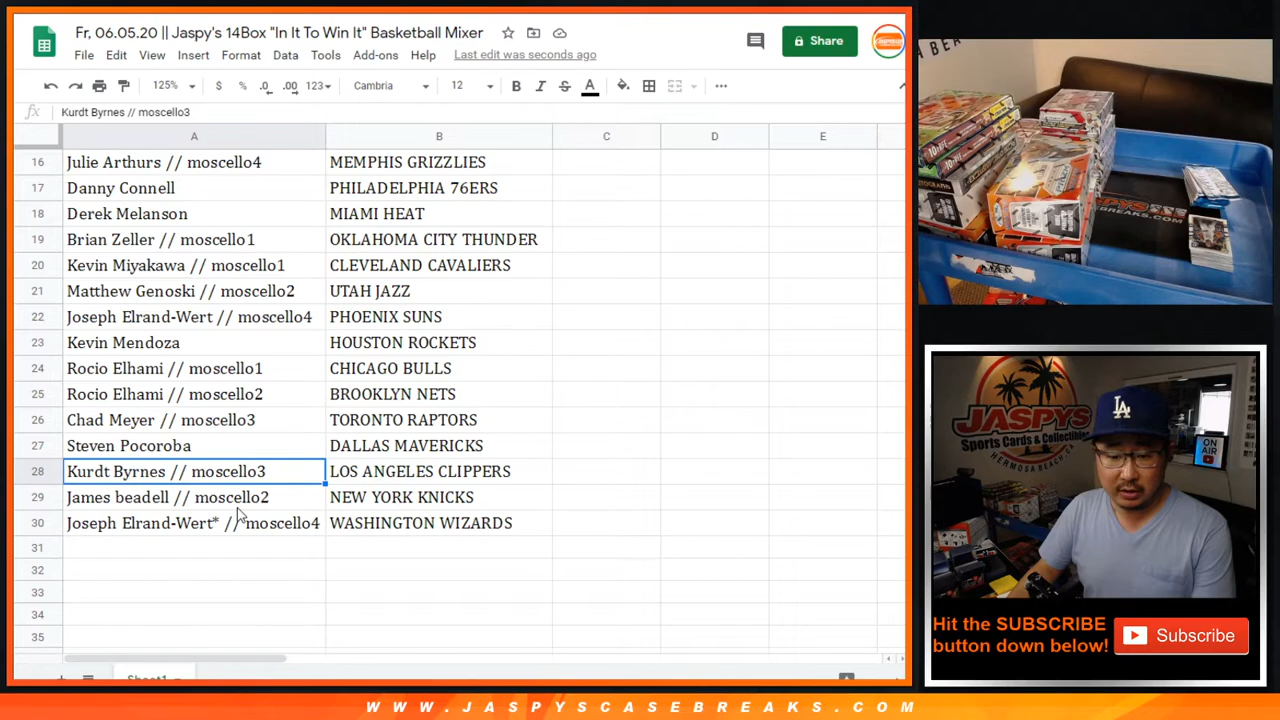 Fr, 06.05.20 || Jaspy's 14Box "In It To Win It" Basketball Mixer
File Edit View Insert Format Data Tools Add-ons Help Last edit was seconds ago
Share
125% $ % .0 .00 123 Cambria 12 B I S A
fx Kurdt Byrnes // moscello3
A B C D E
16 Julie Arthurs // moscello4 MEMPHIS GRIZZLIES
17 Danny Connell PHILADELPHIA 76ERS
18 Derek Melanson MIAMI HEAT
19 Brian Zeller // moscello1 OKLAHOMA CITY THUNDER
20 Kevin Miyakawa // moscello1 CLEVELAND CAVALIERS
21 Matthew Genoski // moscello2 UTAH JAZZ
22 Joseph Elrand-Wert // moscello4 PHOENIX SUNS
23 Kevin Mendoza HOUSTON ROCKETS
24 Rocio Elhami // moscello1 CHICAGO BULLS
25 Rocio Elhami // moscello2 BROOKLYN NETS
26 Chad Meyer // moscello3 TORONTO RAPTORS
27 Steven Pocoroba DALLAS MAVERICKS
28 Kurdt Byrnes // moscello3 LOS ANGELES CLIPPERS
29 James beadell // moscello2 NEW YORK KNICKS
30 Joseph Elrand-Wert* // moscello4 WASHINGTON WIZARDS
31
32
33
34
35
Sheet1
JASPYS
Sports Cards & Collectibles
HERMOSA BEACH, CA
LA
ON AIR
Hit the SUBSCRIBE
button down below!
Subscribe
WWW.JASPYSCASEBREAKS.COM